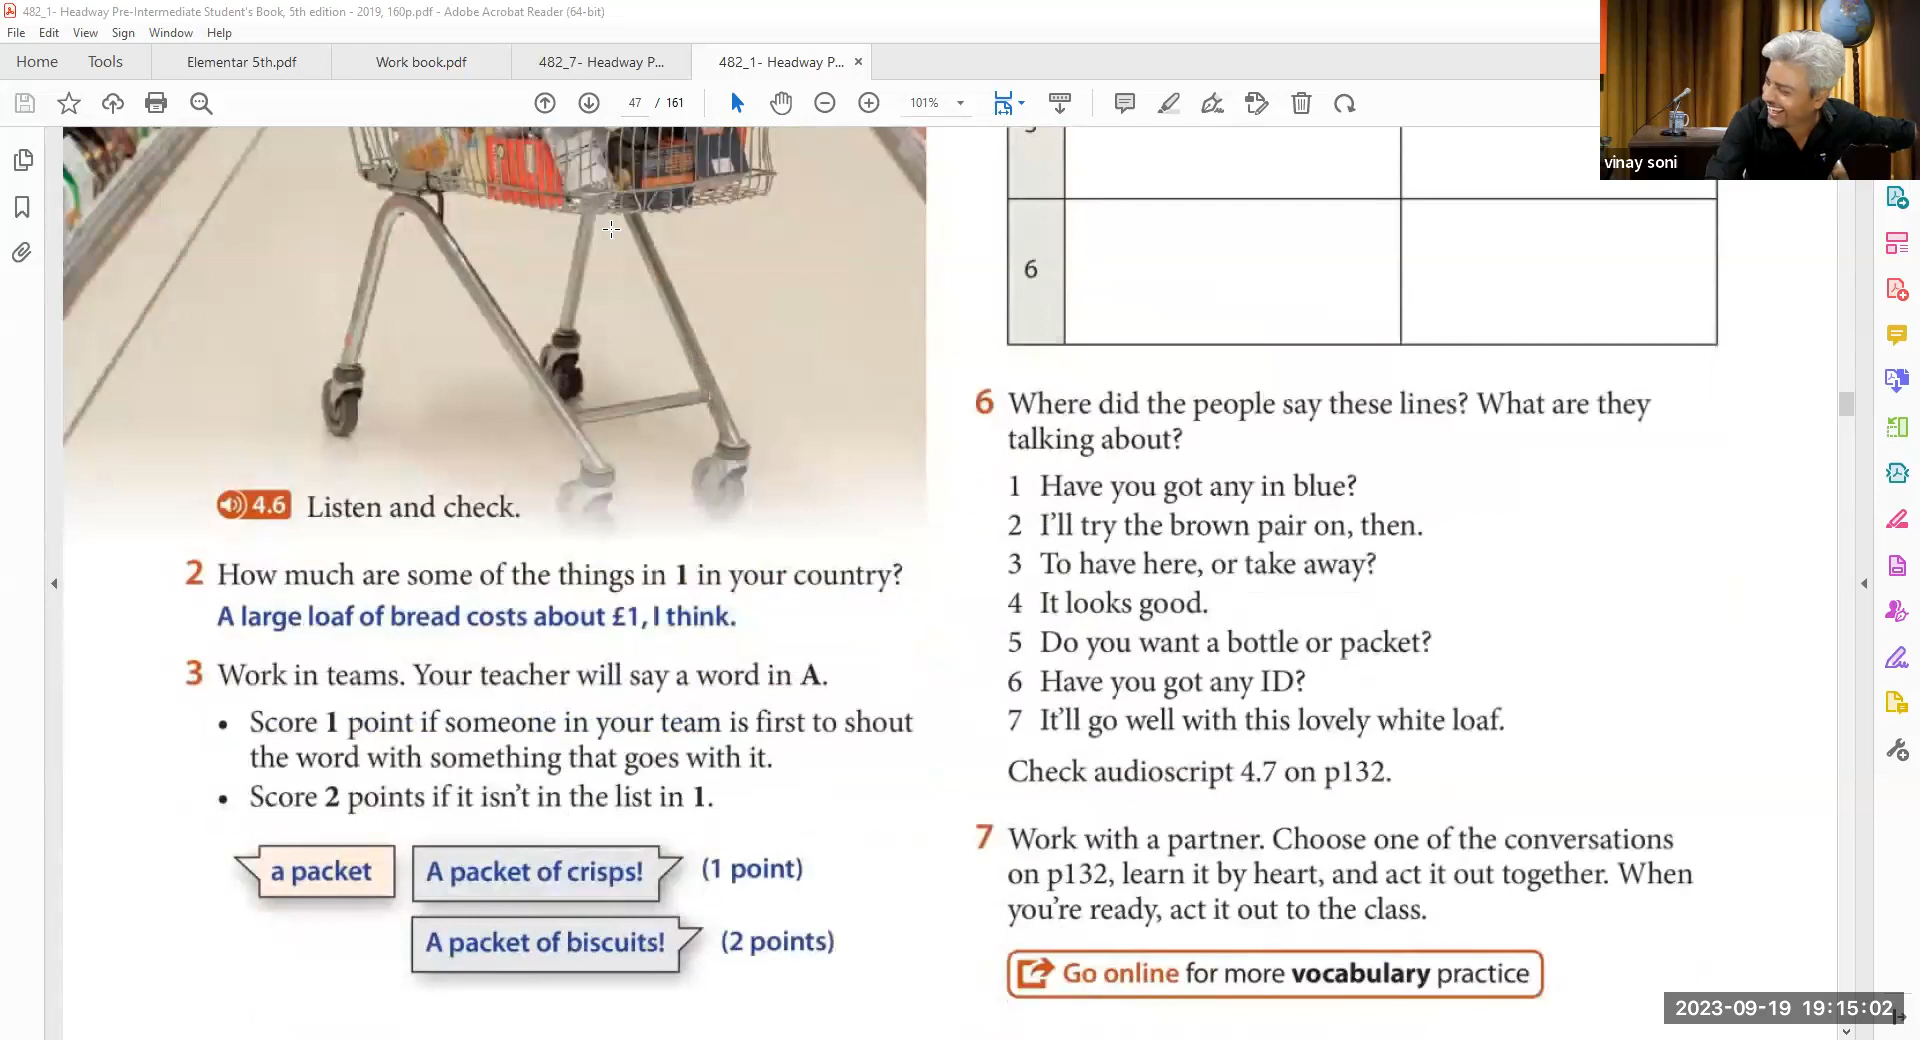 482_1- Headway Pre-Intermediate Student's Book, 5th edition - 2019, 160p.pdf - Adobe Acrobat Reader (64-bit)
File Edit View Sign Window Help
Home Tools Elementar 5th.pdf Work book.pdf 482_7- Headway P... 482_1- Headway P... ×
47 / 161 101%
vinay soni
4.6 Listen and check.
2 How much are some of the things in 1 in your country?
A large loaf of bread costs about £1, I think.
3 Work in teams. Your teacher will say a word in A.
• Score 1 point if someone in your team is first to shout
the word with something that goes with it.
• Score 2 points if it isn't in the list in 1.
a packet A packet of crisps! (1 point)
A packet of biscuits! (2 points)
6
6 Where did the people say these lines? What are they
talking about?
1 Have you got any in blue?
2 I'll try the brown pair on, then.
3 To have here, or take away?
4 It looks good.
5 Do you want a bottle or packet?
6 Have you got any ID?
7 It'll go well with this lovely white loaf.
Check audioscript 4.7 on p132.
7 Work with a partner. Choose one of the conversations
on p132, learn it by heart, and act it out together. When
you're ready, act it out to the class.
Go online for more vocabulary practice
2023-09-19 19:15:02